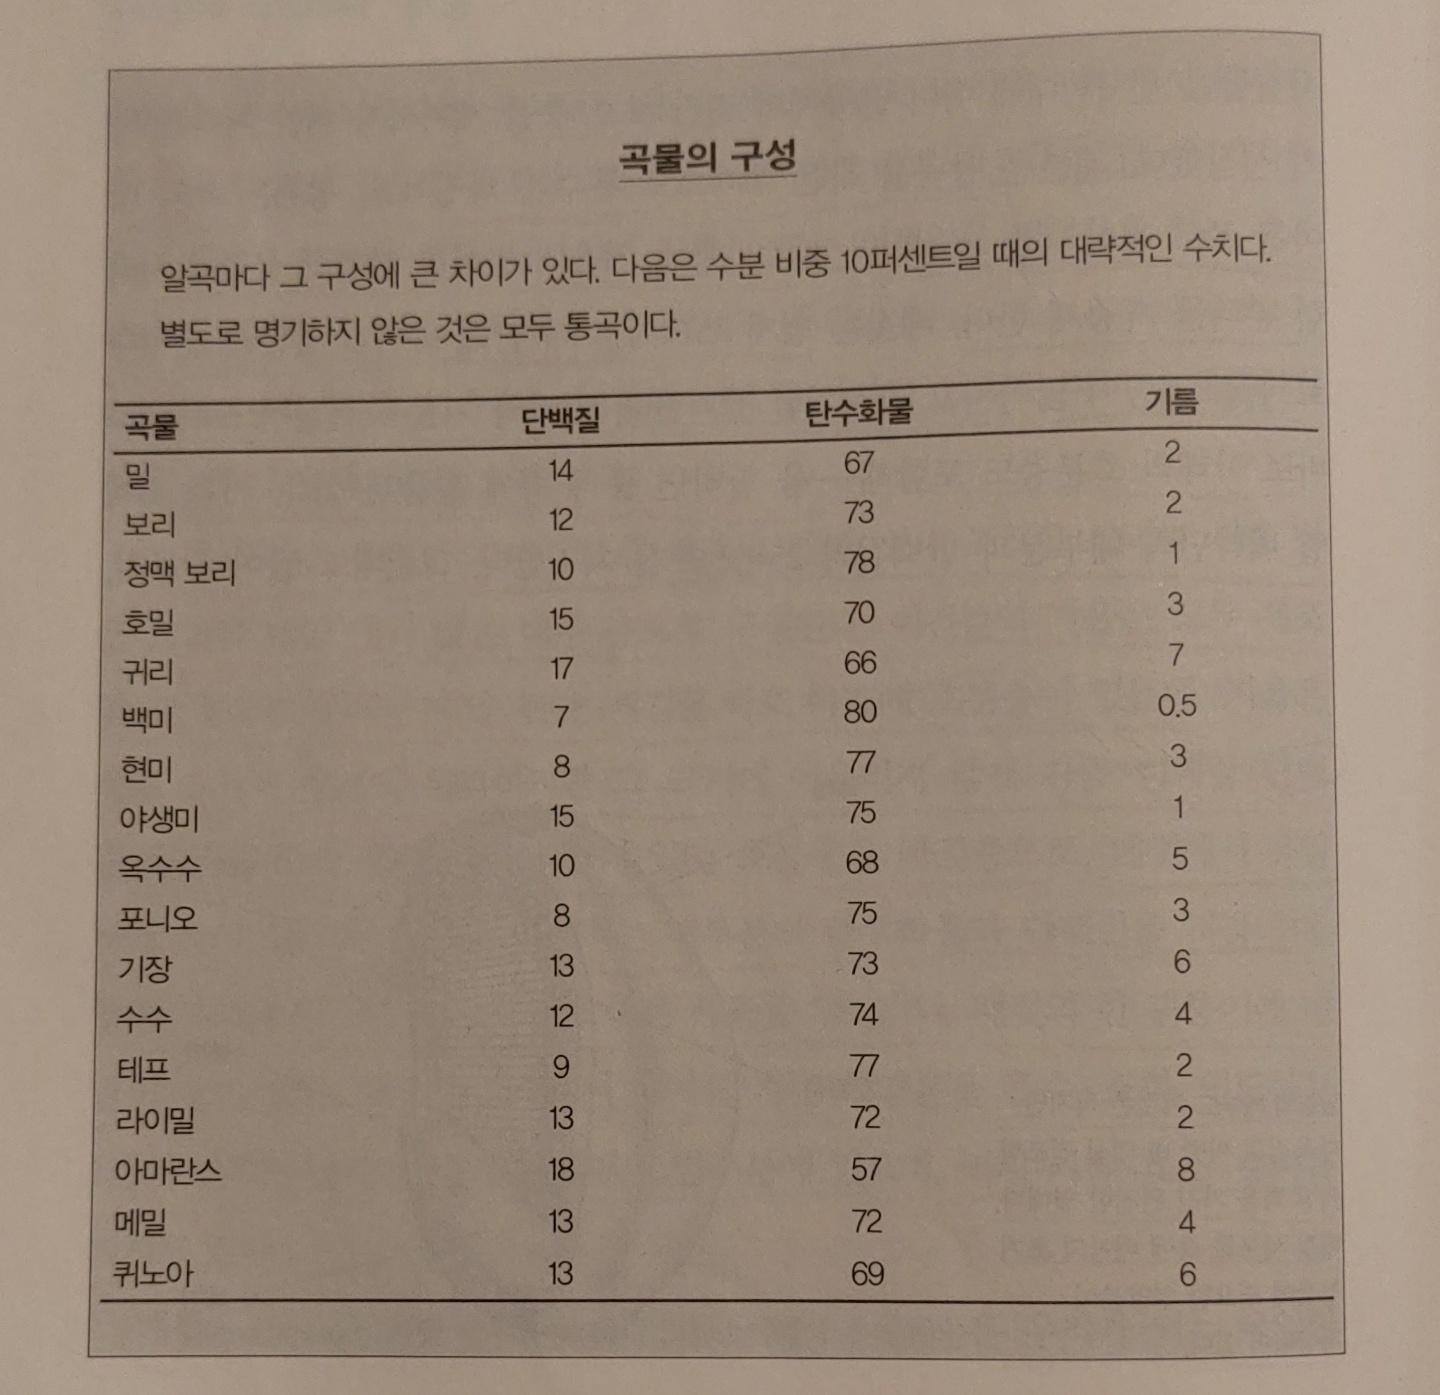 곡물의 구성
알곡마다 그 구성에 큰 차이가 있다. 다음은 수분 비중 10퍼센트일 때의 대략적인 수치다.
별도로 명기하지 않은 것은 모두 통곡이다.
곡물 단백질 탄수화물 기름
밀 14 67 2
보리 12 73 2
정맥 보리 10 78 1
호밀 15 70 3
귀리 17 66 7
백미 7 80 0.5
현미 8 77 3
야생미 15 75 1
옥수수 10 68 5
포니오 8 75 3
기장 13 73 6
수수 12 74 4
테프 9 77 2
라이밀 13 72 2
아마란스 18 57 8
메밀 13 72 4
퀴노아 13 69 6